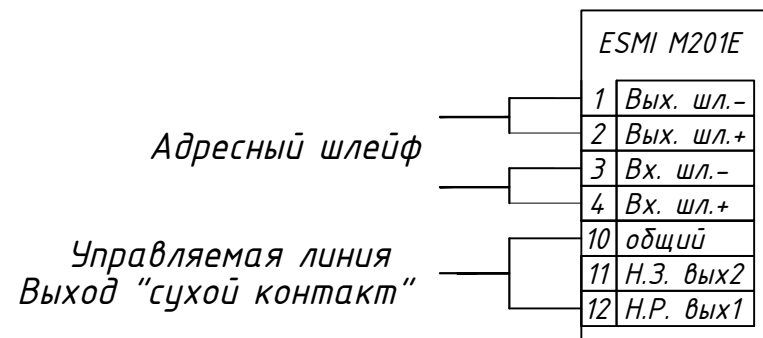 ESMI M201E
1 Вых. шл.-
2 Вых. шл.+
Адресный шлейф
3 Вх. шл.-
4 Вх. шл.+
10 общий
Управляемая линия
Выход "сухой контакт"
11 Н.З. вых2
12 Н.Р. вых1